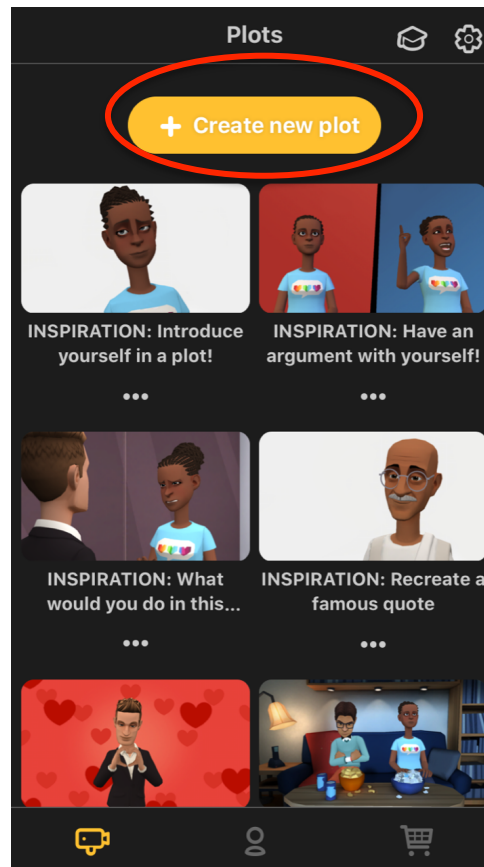 Plots
+ Create new plot
INSPIRATION: Introduce
yourself in a plot!
INSPIRATION: Have an
argument with yourself!
INSPIRATION: What
would you do in this...
INSPIRATION: Recreate a
famous quote